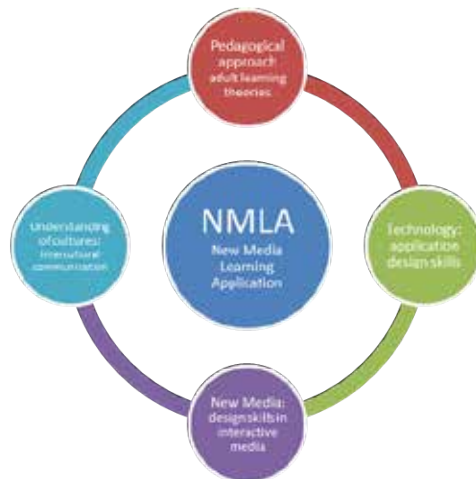 Pedagogical
approach
adult learning
theories
Understanding
of cultures:
intercultural
communication
NMLA
New Media
Learning
Application
Technology:
application
design skills
New Media:
design skills in
interactive
media